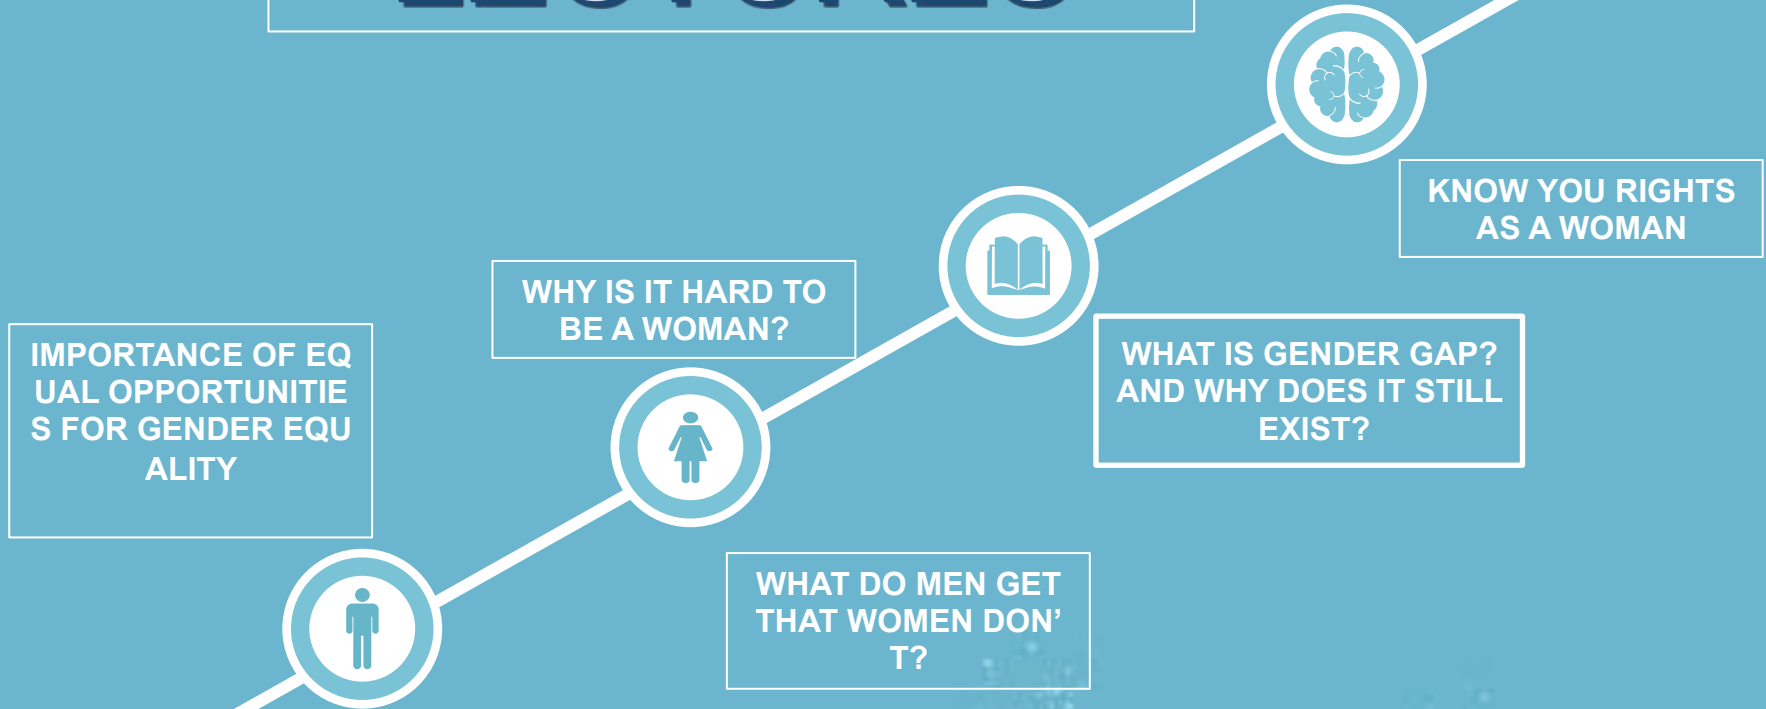 LECTURES
IMPORTANCE OF EQ
UAL OPPORTUNITIE
S FOR GENDER EQU
ALITY
WHY IS IT HARD TO
BE A WOMAN?
WHAT DO MEN GET
THAT WOMEN DON’
T?
WHAT IS GENDER GAP?
AND WHY DOES IT STILL
EXIST?
KNOW YOU RIGHTS
AS A WOMAN